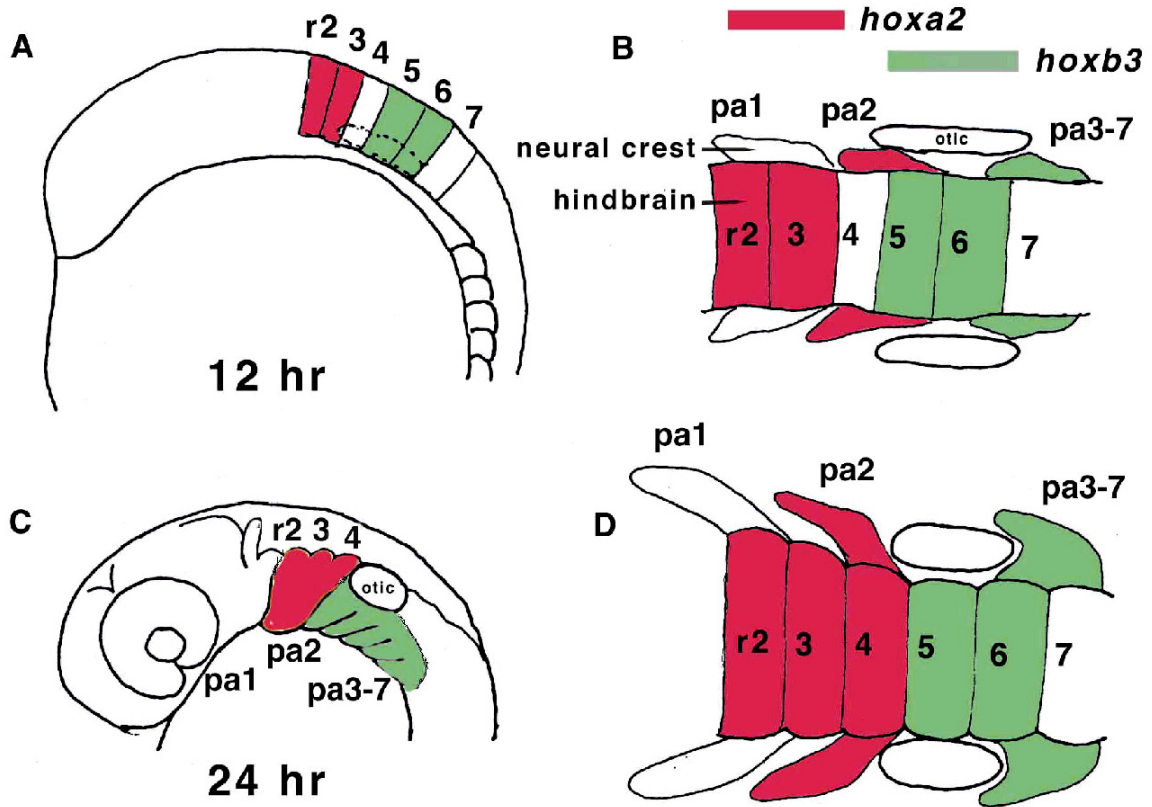 hoxa2
hoxb3
A
r2 3 4 5 6 7
12 hr
B
pa1 pa2 pa3-7
otic
neural crest
hindbrain
r2 3 4 5 6 7
C
r2 3 4
otic
pa1 pa2
pa3-7
24 hr
D
pa1 pa2 pa3-7
r2 3 4 5 6 7